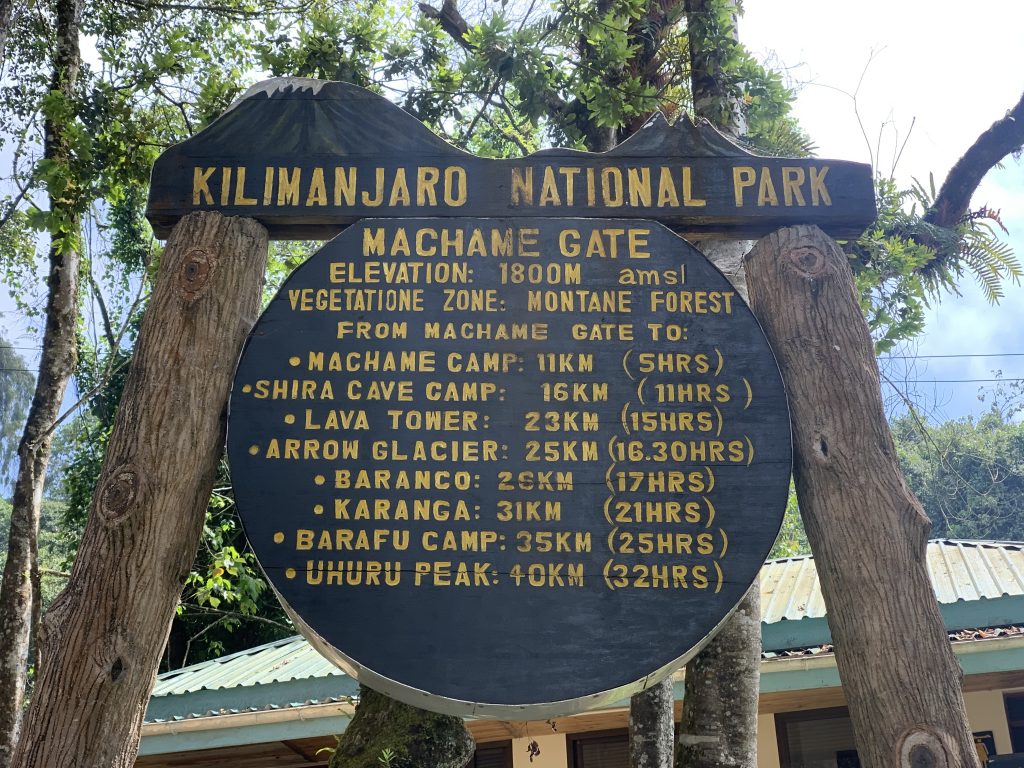 KILIMANJARO NATIONAL PARK
MACHAME GATE
ELEVATION: 1800M amsl
VEGETATIONE ZONE: MONTANE FOREST
FROM MACHAME GATE TO:
• MACHAME CAMP: 11KM (5HRS)
• SHIRA CAVE CAMP: 16KM (11HRS)
• LAVA TOWER: 23KM (15HRS)
• ARROW GLACIER: 25KM (16.30HRS)
• BARANCO: 26KM (17HRS)
• KARANGA: 31KM (21HRS)
• BARAFU CAMP: 35KM (25HRS)
• UHURU PEAK: 40KM (32HRS)